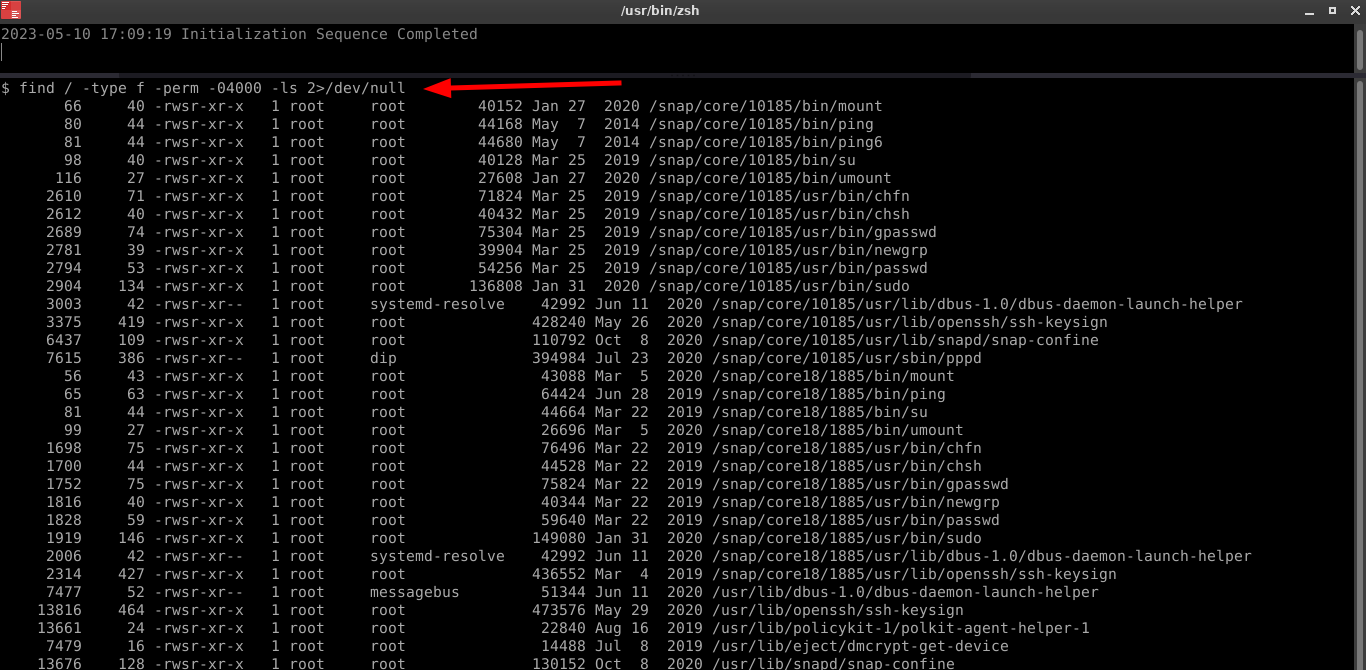 /usr/bin/zsh
2023-05-10 17:09:19 Initialization Sequence Completed
$ find / -type f -perm -04000 -ls 2>/dev/null
66 40 -rwsr-xr-x 1 root root 40152 Jan 27 2020 /snap/core/10185/bin/mount
80 44 -rwsr-xr-x 1 root root 44168 May 7 2014 /snap/core/10185/bin/ping
81 44 -rwsr-xr-x 1 root root 44680 May 7 2014 /snap/core/10185/bin/ping6
98 40 -rwsr-xr-x 1 root root 40128 Mar 25 2019 /snap/core/10185/bin/su
116 27 -rwsr-xr-x 1 root root 27608 Jan 27 2020 /snap/core/10185/bin/umount
2610 71 -rwsr-xr-x 1 root root 71824 Mar 25 2019 /snap/core/10185/usr/bin/chfn
2612 40 -rwsr-xr-x 1 root root 40432 Mar 25 2019 /snap/core/10185/usr/bin/chsh
2689 74 -rwsr-xr-x 1 root root 75304 Mar 25 2019 /snap/core/10185/usr/bin/gpasswd
2781 39 -rwsr-xr-x 1 root root 39904 Mar 25 2019 /snap/core/10185/usr/bin/newgrp
2794 53 -rwsr-xr-x 1 root root 54256 Mar 25 2019 /snap/core/10185/usr/bin/passwd
2904 134 -rwsr-xr-x 1 root root 136808 Jan 31 2020 /snap/core/10185/usr/bin/sudo
3003 42 -rwsr-xr-- 1 root systemd-resolve 42992 Jun 11 2020 /snap/core/10185/usr/lib/dbus-1.0/dbus-daemon-launch-helper
3375 419 -rwsr-xr-x 1 root root 428240 May 26 2020 /snap/core/10185/usr/lib/openssh/ssh-keysign
6437 109 -rwsr-xr-x 1 root root 110792 Oct 8 2020 /snap/core/10185/usr/lib/snapd/snap-confine
7615 386 -rwsr-xr-- 1 root dip 394984 Jul 23 2020 /snap/core/10185/usr/sbin/pppd
56 43 -rwsr-xr-x 1 root root 43088 Mar 5 2020 /snap/core18/1885/bin/mount
65 63 -rwsr-xr-x 1 root root 64424 Jun 28 2019 /snap/core18/1885/bin/ping
81 44 -rwsr-xr-x 1 root root 44664 Mar 22 2019 /snap/core18/1885/bin/su
99 27 -rwsr-xr-x 1 root root 26696 Mar 5 2020 /snap/core18/1885/bin/umount
1698 75 -rwsr-xr-x 1 root root 76496 Mar 22 2019 /snap/core18/1885/usr/bin/chfn
1700 44 -rwsr-xr-x 1 root root 44528 Mar 22 2019 /snap/core18/1885/usr/bin/chsh
1752 75 -rwsr-xr-x 1 root root 75824 Mar 22 2019 /snap/core18/1885/usr/bin/gpasswd
1816 40 -rwsr-xr-x 1 root root 40344 Mar 22 2019 /snap/core18/1885/usr/bin/newgrp
1828 59 -rwsr-xr-x 1 root root 59640 Mar 22 2019 /snap/core18/1885/usr/bin/passwd
1919 146 -rwsr-xr-x 1 root root 149080 Jan 31 2020 /snap/core18/1885/usr/bin/sudo
2006 42 -rwsr-xr-- 1 root systemd-resolve 42992 Jun 11 2020 /snap/core18/1885/usr/lib/dbus-1.0/dbus-daemon-launch-helper
2314 427 -rwsr-xr-x 1 root root 436552 Mar 4 2019 /snap/core18/1885/usr/lib/openssh/ssh-keysign
7477 52 -rwsr-xr-- 1 root messagebus 51344 Jun 11 2020 /usr/lib/dbus-1.0/dbus-daemon-launch-helper
13816 464 -rwsr-xr-x 1 root root 473576 May 29 2020 /usr/lib/openssh/ssh-keysign
13661 24 -rwsr-xr-x 1 root root 22840 Aug 16 2019 /usr/lib/policykit-1/polkit-agent-helper-1
7479 16 -rwsr-xr-x 1 root root 14488 Jul 8 2019 /usr/lib/eject/dmcrypt-get-device
13676 128 -rwsr-xr-x 1 root root 130152 Oct 8 2020 /usr/lib/snapd/snap-confine